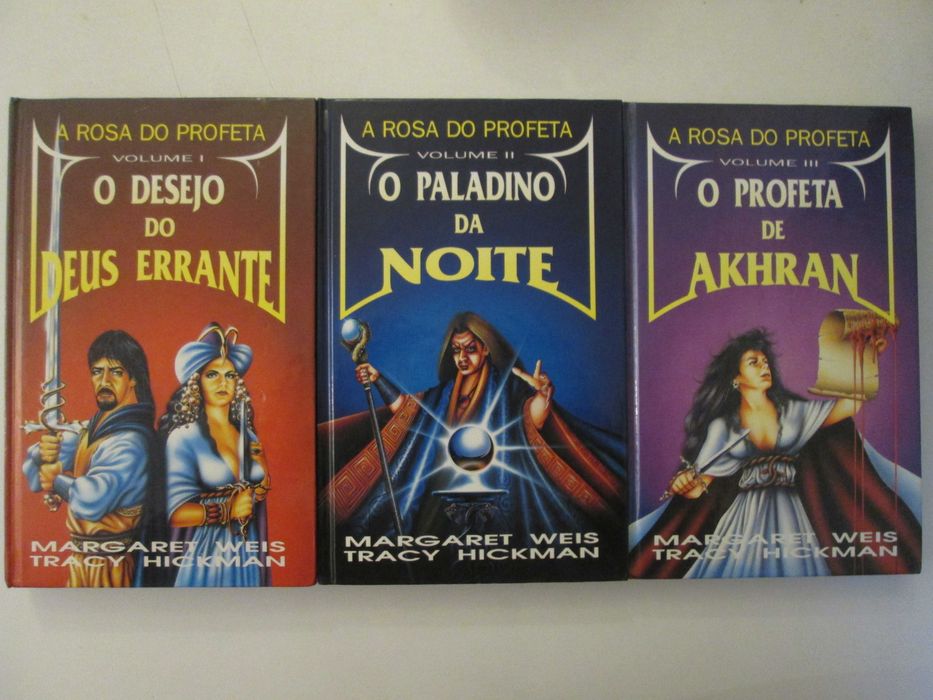 A ROSA DO PROFETA
VOLUME I
O DESEJO
DO
DEUS ERRANTE
MARGARET WEIS
TRACY HICKMAN
A ROSA DO PROFETA
VOLUME II
O PALADINO
DA
NOITE
MARGARET WEIS
TRACY HICKMAN
A ROSA DO PROFETA
VOLUME III
O PROFETA
DE
AKHRAN
MARGARET WEIS
TRACY HICKMAN